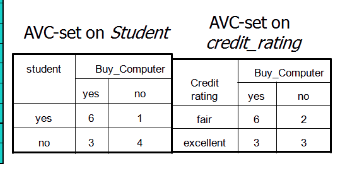 AVC-set on Student
student Buy_Computer
yes no
yes 6 1
no 3 4
AVC-set on
credit_rating
Credit
rating
Buy_Computer
yes no
fair 6 2
excellent 3 3